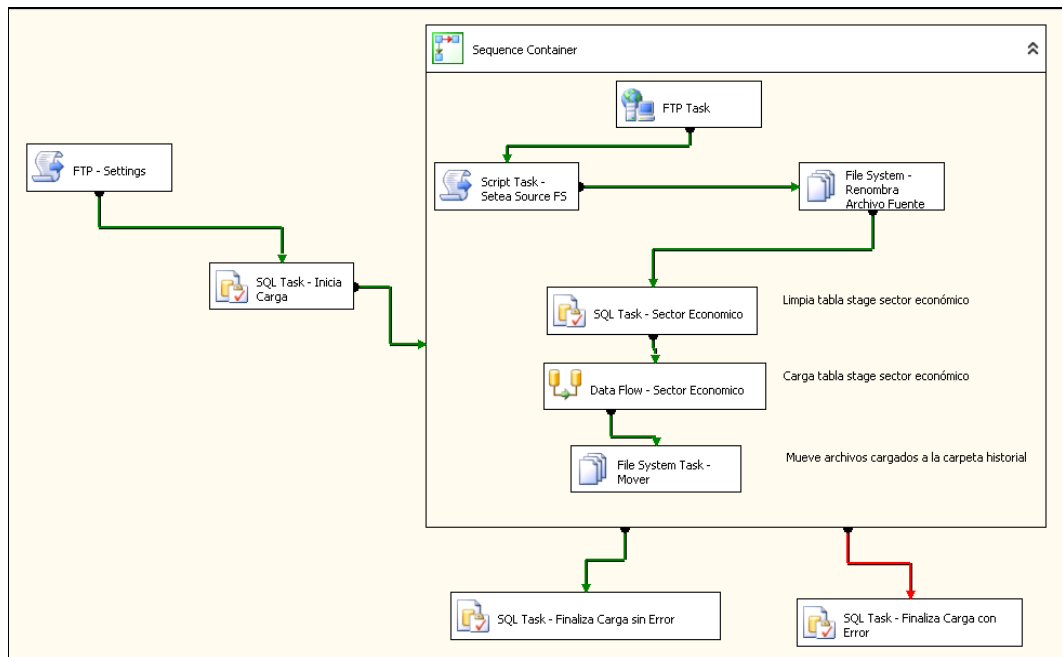 Sequence Container
FTP Task
FTP - Settings
Script Task -
Setea Source FS
File System -
Renombra
Archivo Fuente
SQL Task - Inicia
Carga
SQL Task - Sector Economico
Limpia tabla stage sector económico
Data Flow - Sector Economico
Carga tabla stage sector económico
File System Task -
Mover
Mueve archivos cargados a la carpeta historial
SQL Task - Finaliza Carga sin Error
SQL Task - Finaliza Carga con
Error